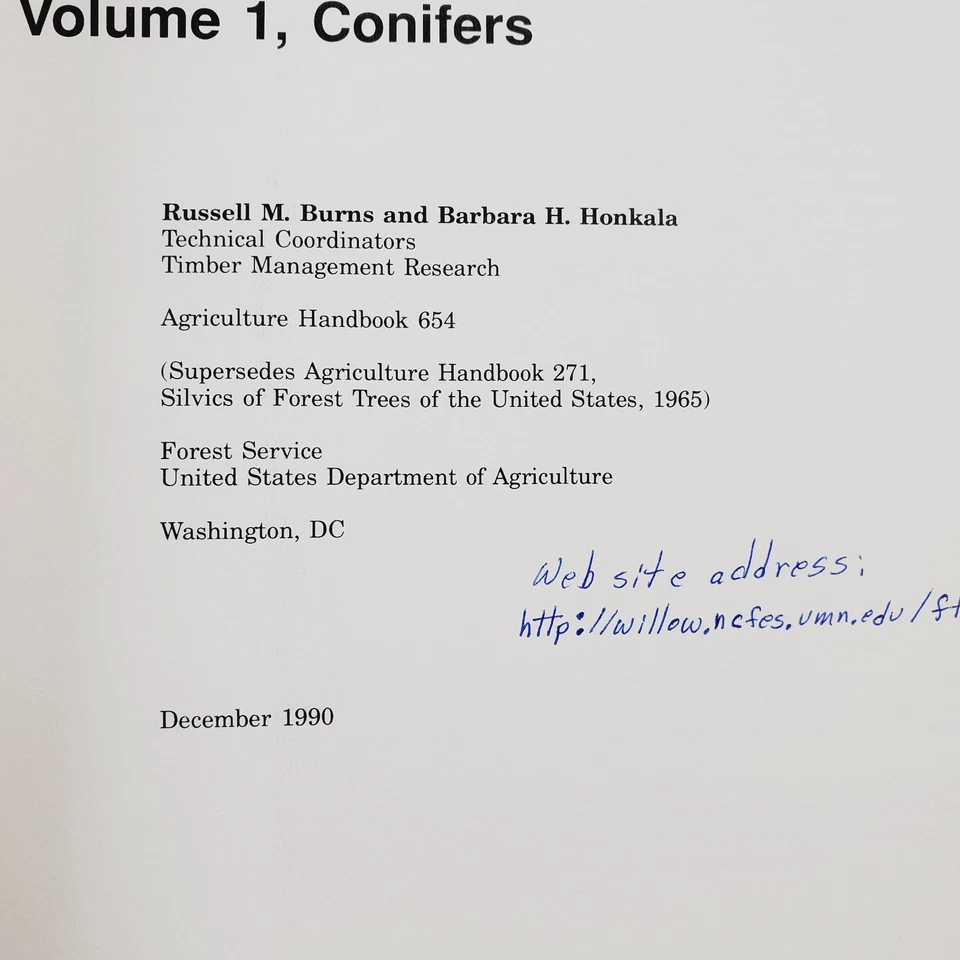 Volume 1, Conifers
Russell M. Burns and Barbara H. Honkala
Technical Coordinators
Timber Management Research
Agriculture Handbook 654
(Supersedes Agriculture Handbook 271,
Silvics of Forest Trees of the United States, 1965)
Forest Service
United States Department of Agriculture
Washington, DC
Web site address:
http://willow.ncfes.umn.edu/ft
December 1990